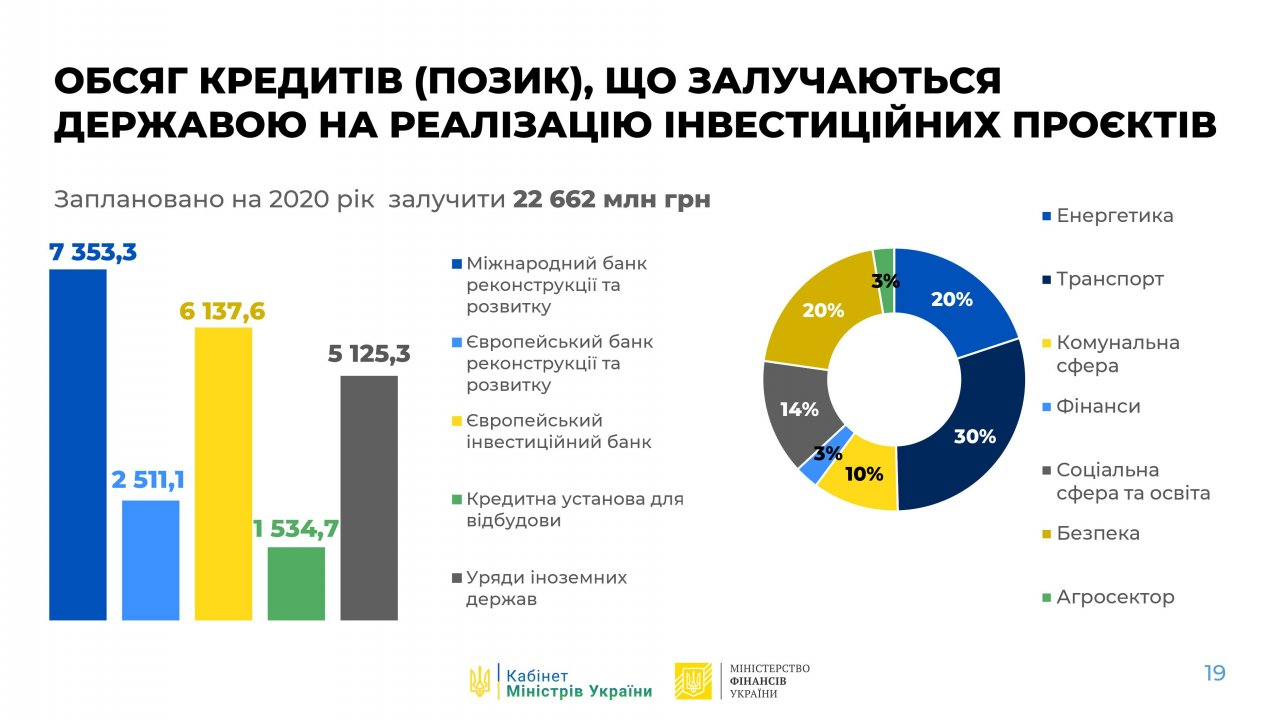 ОБСЯГ КРЕДИТІВ (ПОЗИК), ЩО ЗАЛУЧАЮТЬСЯ
ДЕРЖАВОЮ НА РЕАЛІЗАЦІЮ ІНВЕСТИЦІЙНИХ ПРОЄКТІВ
Заплановано на 2020 рік залучити 22 662 млн грн
7 353,3
2 511,1
6 137,6
1 534,7
5 125,3
Міжнародний банк
реконструкції та
розвитку
Європейський банк
реконструкції та
розвитку
Європейський
інвестиційний банк
Кредитна установа для
відбудови
Уряди іноземних
держав
20%
30%
10%
3%
14%
20%
3%
Енергетика
Транспорт
Комунальна
сфера
Фінанси
Соціальна
сфера та освіта
Безпека
Агросектор
Кабінет
Міністрів України
МІНІСТЕРСТВО
ФІНАНСІВ
УКРАЇНИ
19